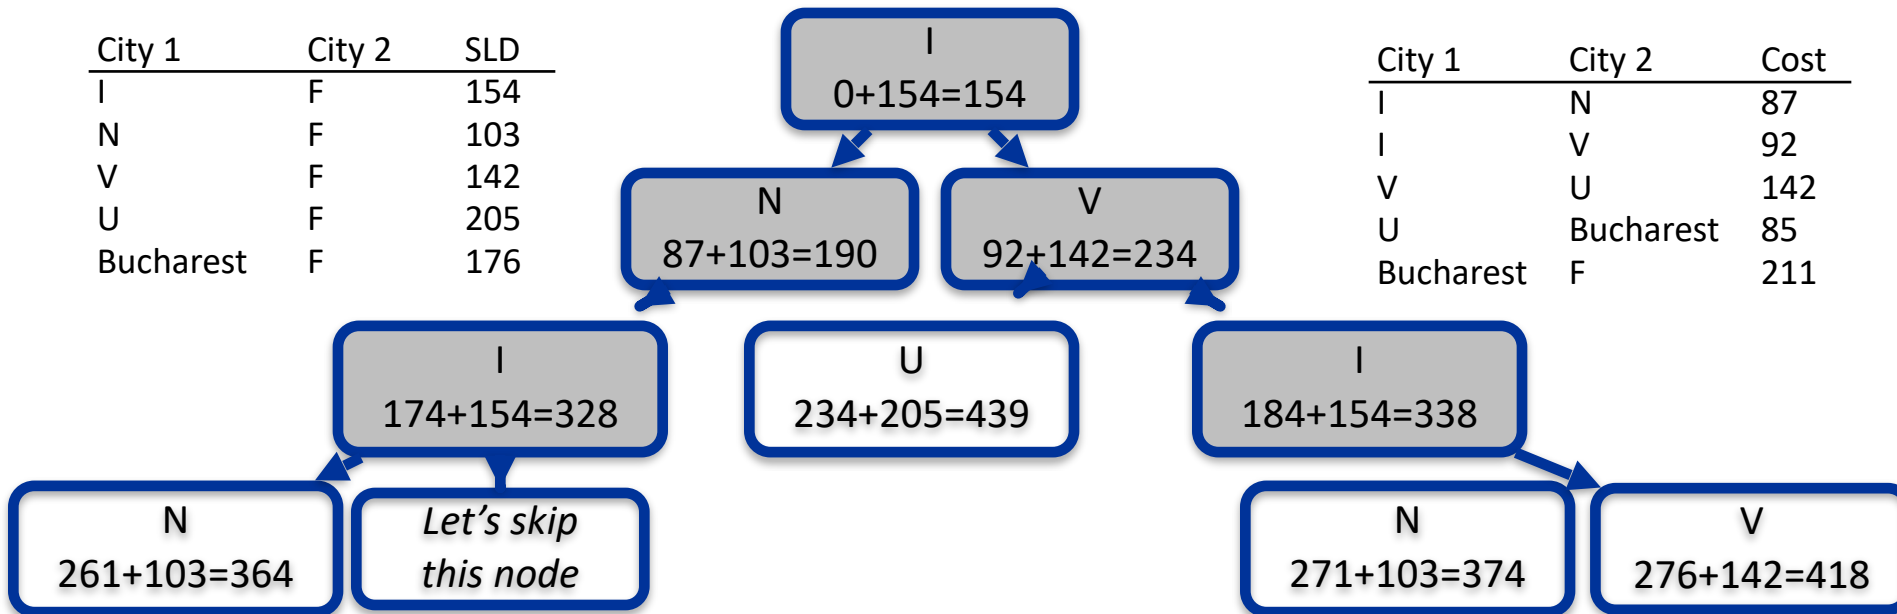 City 1 City 2 SLD
I F 154
N F 103
V F 142
U F 205
Bucharest F 176
I
0+154=154
City 1 City 2 Cost
I N 87
I V 92
V U 142
U Bucharest 85
Bucharest F 211
N
87+103=190
V
92+142=234
I
174+154=328
U
234+205=439
I
184+154=338
N
261+103=364
Let's skip
this node
N
271+103=374
V
276+142=418